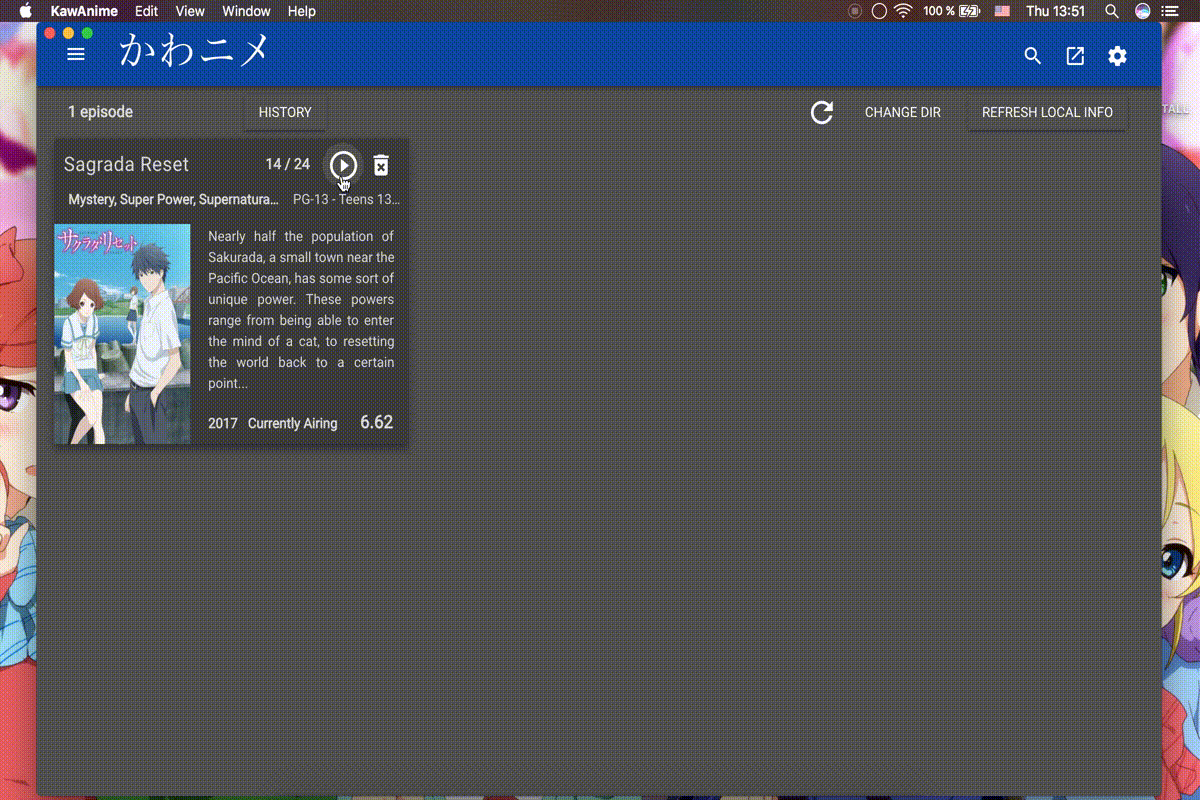 KawAnime Edit View Window Help 100 % Thu 13:51
かわニメ
1 episode HISTORY CHANGE DIR REFRESH LOCAL INFO
TALL
Sagrada Reset 14 / 24
Mystery, Super Power, Supernatura... PG-13 - Teens 13...
サクラダリセット
Nearly half the population of
Sakurada, a small town near the
Pacific Ocean, has some sort of
unique power. These powers
range from being able to enter
the mind of a cat, to resetting
the world back to a certain
point...
2017 Currently Airing 6.62